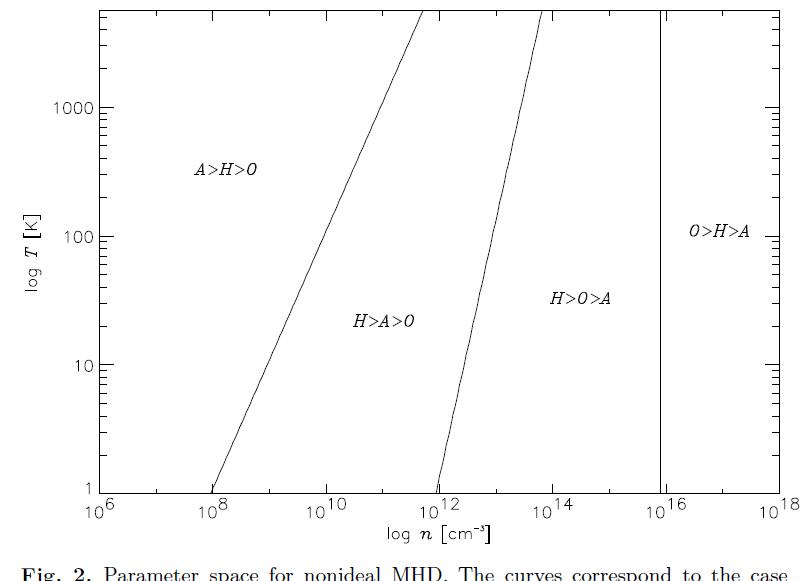 1000
A>H>O
log T [K]
100
O>H>A
H>O>A
H>A>O
10
1
10^6 10^8 10^10 10^12 10^14 10^16 10^18
log n [cm^-3]
Fig. 2. Parameter space for nonideal MHD. The curves correspond to the case